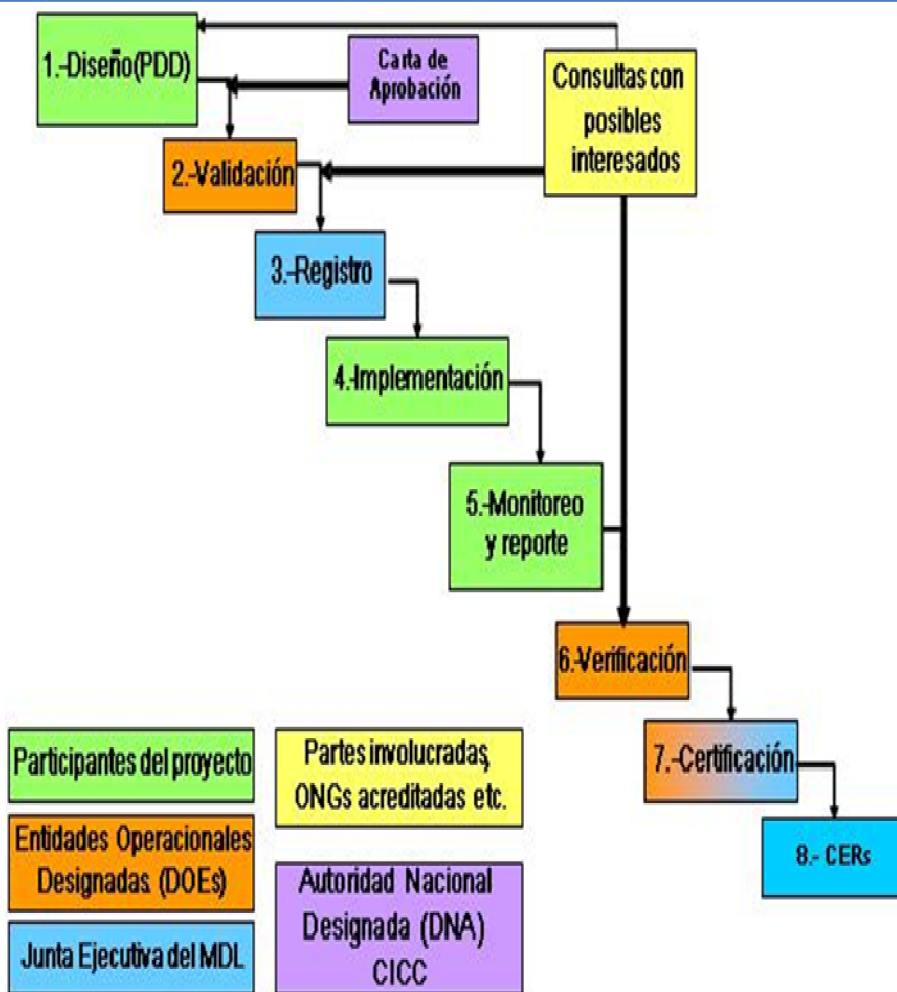 1.-Diseño(PDD)
Carta de
Aprobación
Consultas con
posibles
interesados
2.-Validación
3.-Registro
4.-Implementación
5.-Monitoreo
y reporte
6.-Verificación
7.-Certificación
8.- CERs
Participantes del proyecto
Entidades Operacionales
Designadas (DOEs)
Junta Ejecutiva del MDL
Partes involucradas,
ONGs acreditadas etc.
Autoridad Nacional
Designada (DNA)
CICC